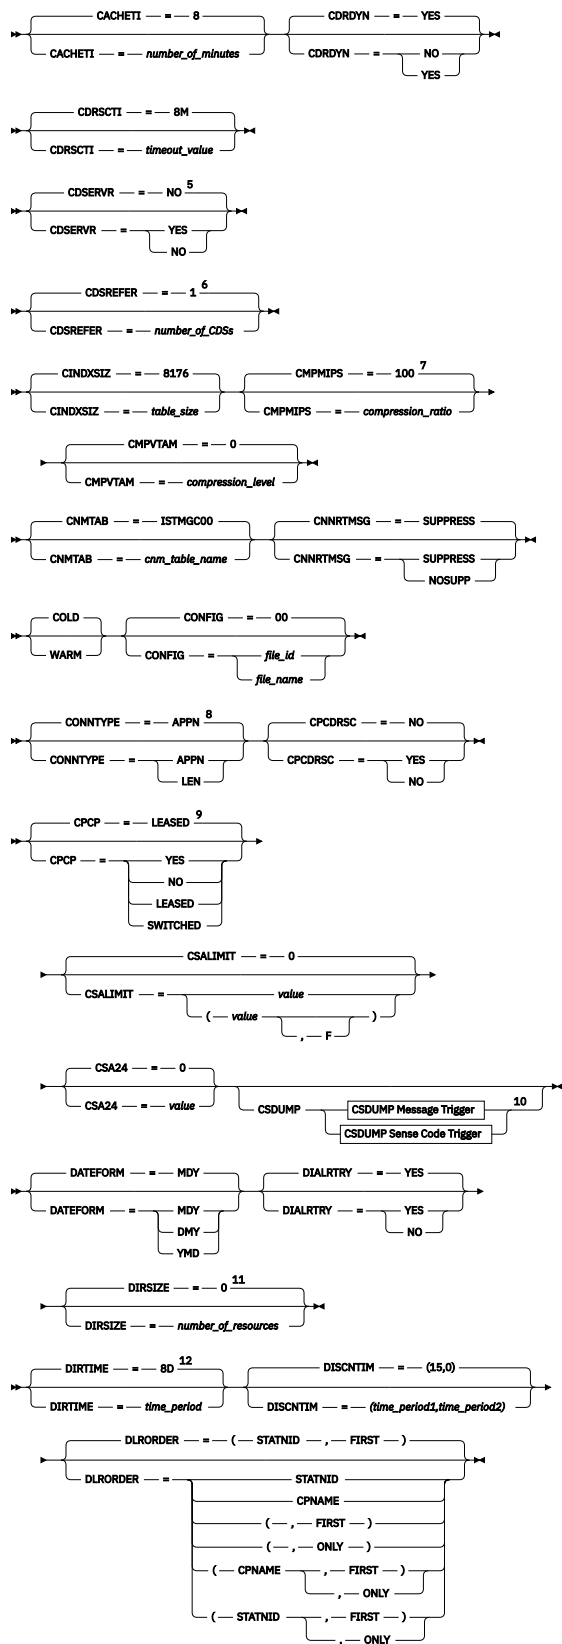 CACHETI = 8 CDRDYN = YES
CACHETI = number_of_minutes CDRDYN = NO
YES
CDRSCTI = 8M
CDRSCTI = timeout_value
CDSERVR = NO 5
CDSERVR = YES
NO
CDSREFER = 1 6
CDSREFER = number_of_CDSs
CINDXSIZ = 8176 CMPMIPS = 100 7
CINDXSIZ = table_size CMPMIPS = compression_ratio
CMPVTAM = 0
CMPVTAM = compression_level
CNMTAB = ISTMGC00 CNNRTMSG = SUPPRESS
CNMTAB = cnm_table_name CNNRTMSG = SUPPRESS
NOSUPP
COLD CONFIG = 00
WARM CONFIG = file_id
file_name
CONNTYPE = APPN 8 CPCDRSC = NO
CONNTYPE = APPN CPCDRSC = YES
LEN NO
CPCP = LEASED 9
CPCP = YES
NO
LEASED
SWITCHED
CSALIMIT = 0
CSALIMIT = value
( value )
, F
CSA24 = 0
CSA24 = value CSDUMP CSDUMP Message Trigger 10
CSDUMP Sense Code Trigger
DATEFORM = MDY DIALRTRY = YES
DATEFORM = MDY DIALRTRY = YES
DMY NO
YMD
DIRSIZE = 0 11
DIRSIZE = number_of_resources
DIRTIME = 8D 12 DISCNTIM = (15,0)
DIRTIME = time_period DISCNTIM = (time_period1,time_period2)
DLRORDER = ( STATNID , FIRST )
DLRORDER = STATNID
CPNAME
( , FIRST )
( , ONLY )
( CPNAME , FIRST )
, ONLY
( STATNID , FIRST )
, ONLY